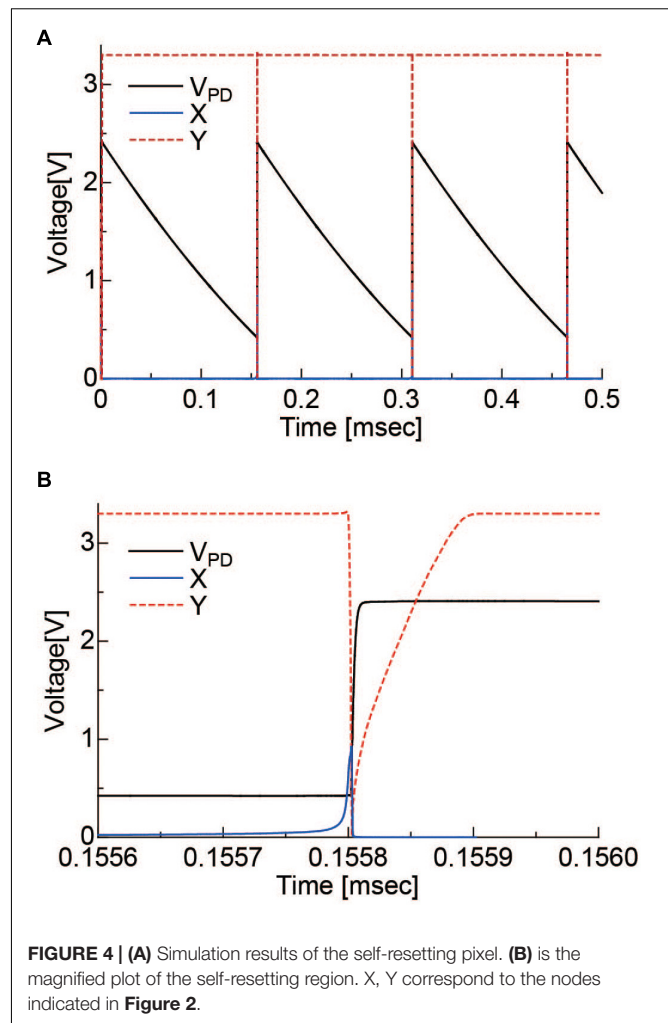 A
Voltage[V]
3
2
1
0
V_PD
X
Y
0 0.1 0.2 0.3 0.4 0.5
Time [msec]
B
Voltage[V]
3
2
1
0
V_PD
X
Y
0.1556 0.1557 0.1558 0.1559 0.1560
Time [msec]
FIGURE 4 | (A) Simulation results of the self-resetting pixel. (B) is the
magnified plot of the self-resetting region. X, Y correspond to the nodes
indicated in Figure 2.